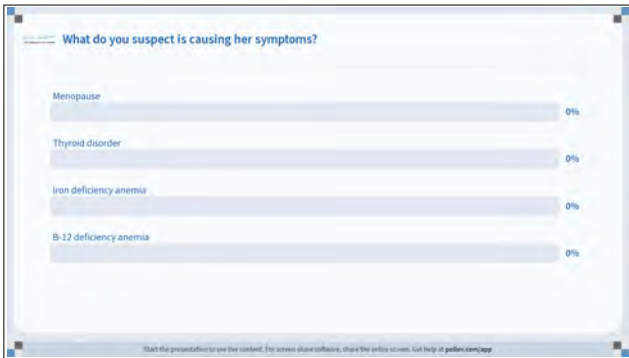 What do you suspect is causing her symptoms?
Menopause
0%
Thyroid disorder
0%
Iron deficiency anemia
0%
B-12 deficiency anemia
0%
Start the presentation to see live content. For screen share software, share the entire screen. Get help at pollev.com/app